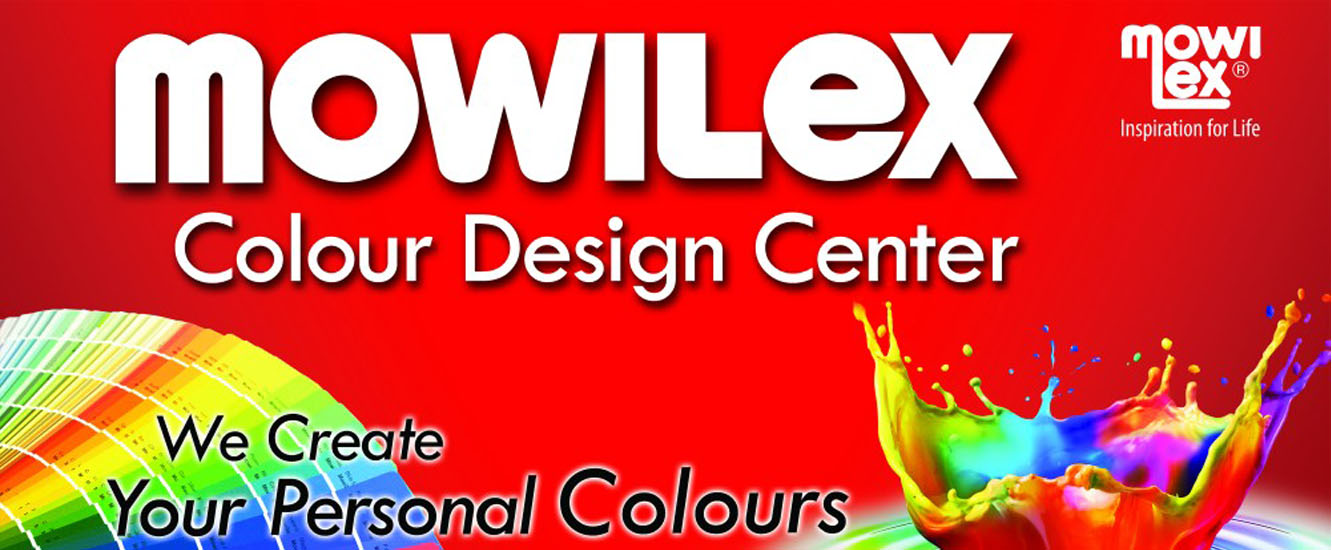 mowiLex
mowi
Lex®
Inspiration for Life
Colour Design Center
We Create
Your Personal Colours